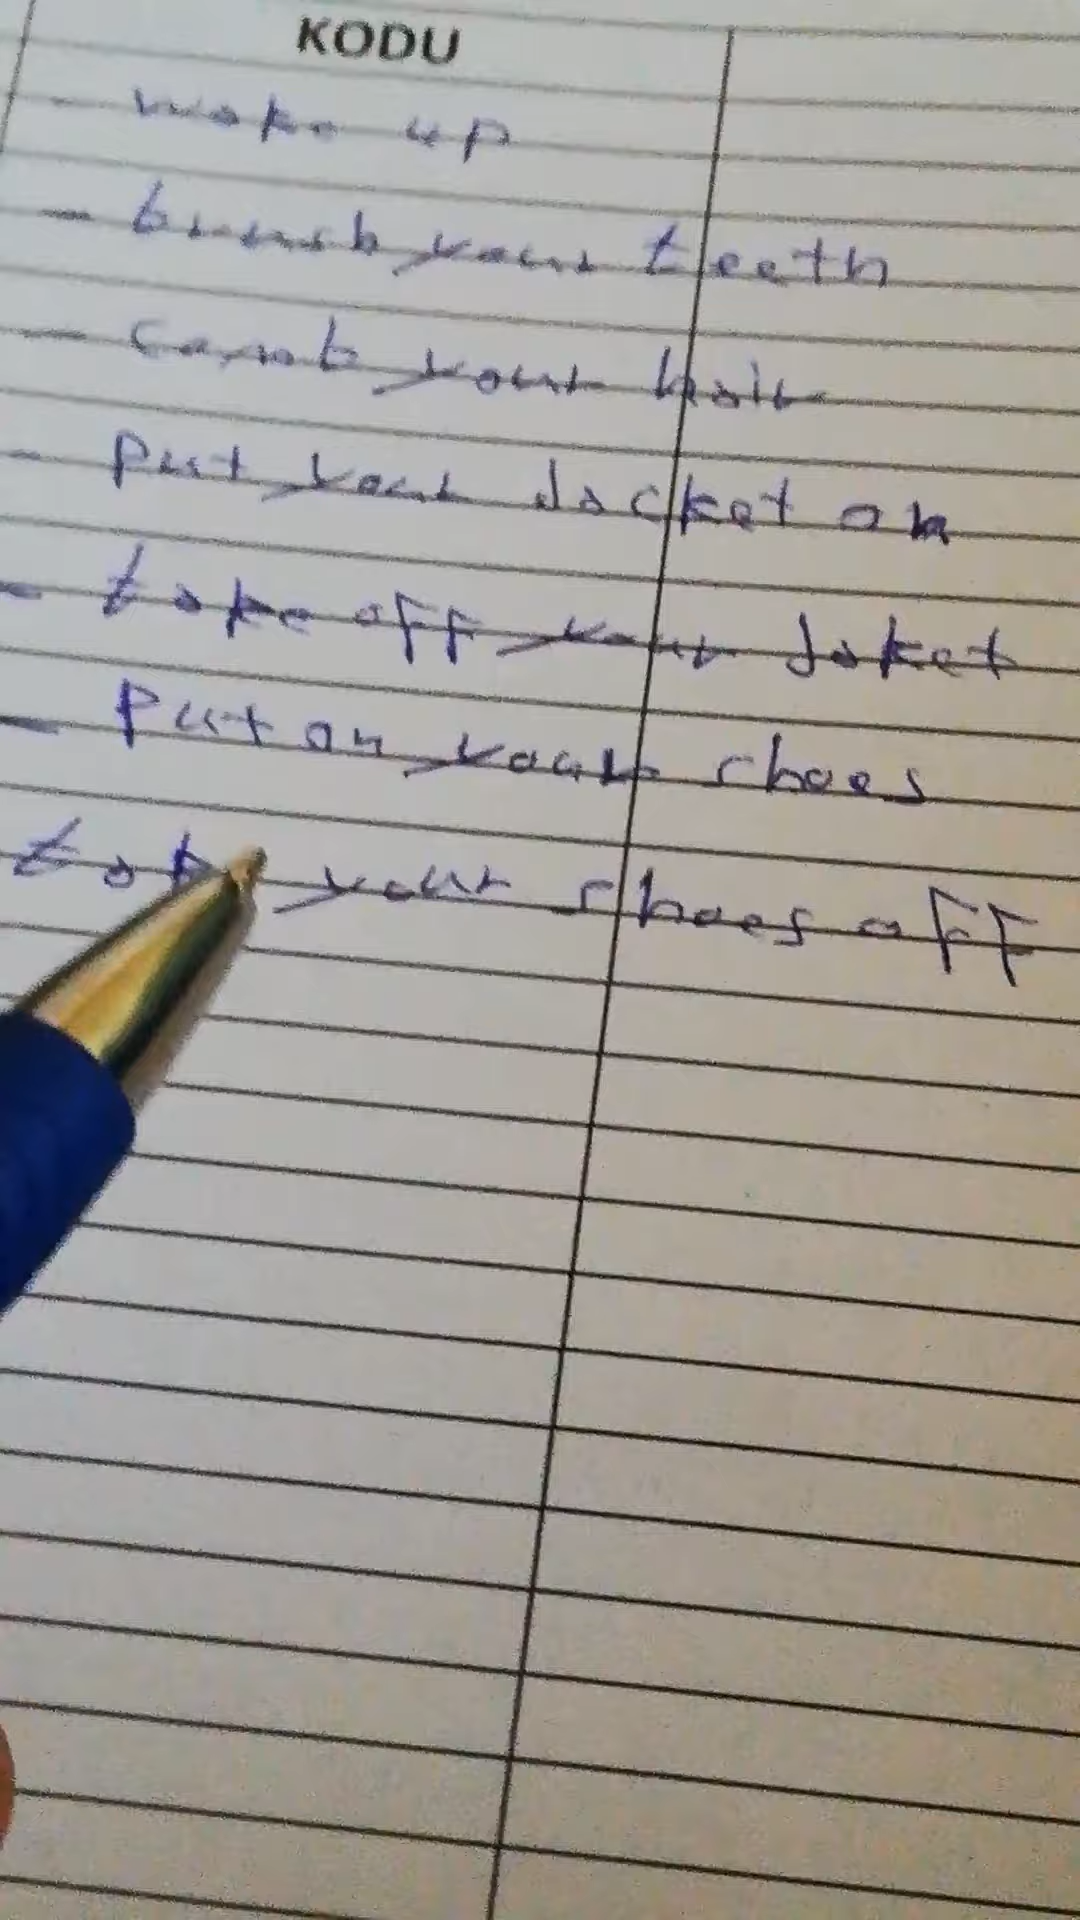 KODU
- wake up
- brush your teeth
- comb your hair
- Put your Jacket on
- take off your Jaket
- Put on your shoes
take your shoes off